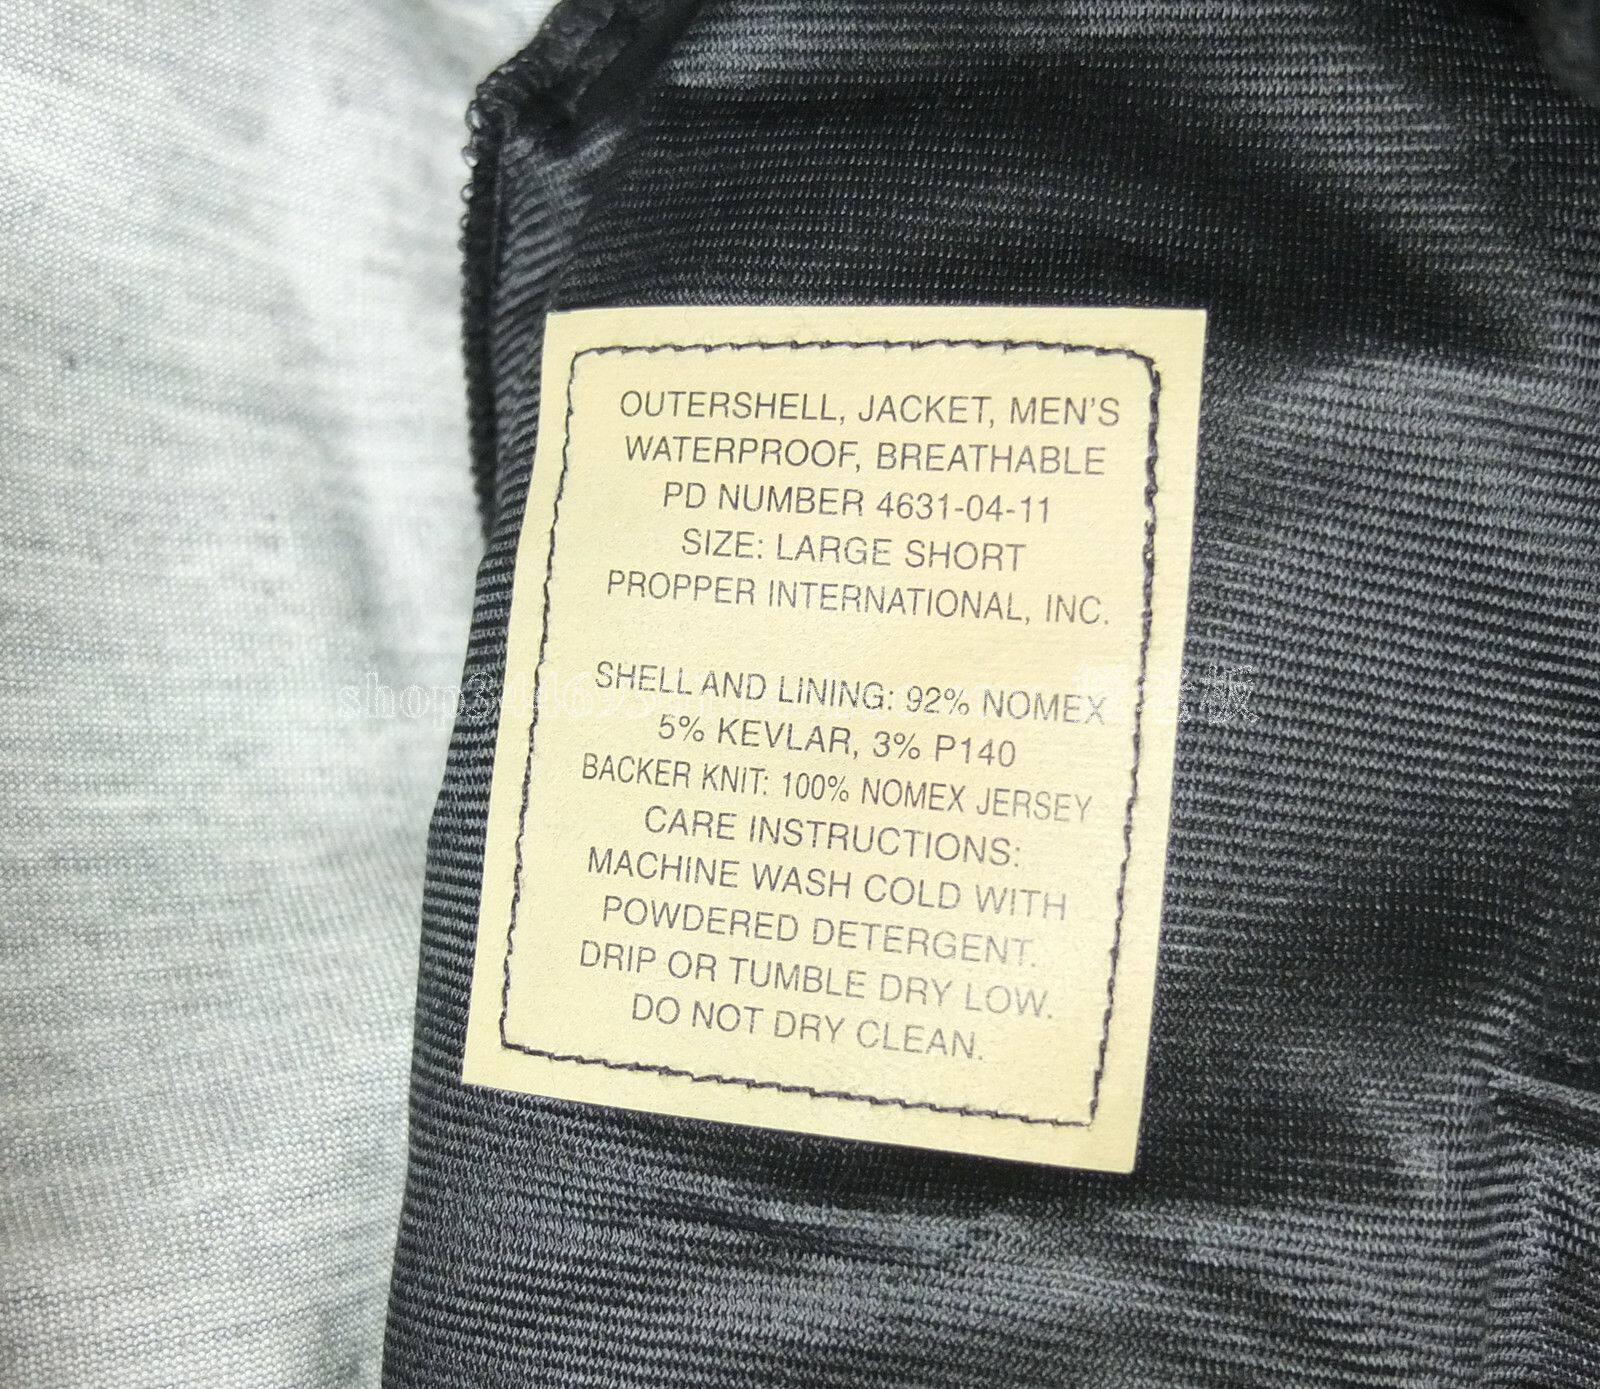 OUTERSHELL, JACKET, MEN'S
WATERPROOF, BREATHABLE
PD NUMBER 4631-04-11
SIZE: LARGE SHORT
PROPPER INTERNATIONAL, INC.
SHELL AND LINING: 92% NOMEX
5% KEVLAR, 3% P140
BACKER KNIT: 100% NOMEX JERSEY
CARE INSTRUCTIONS:
MACHINE WASH COLD WITH
POWDERED DETERGENT.
DRIP OR TUMBLE DRY LOW.
DO NOT DRY CLEAN.